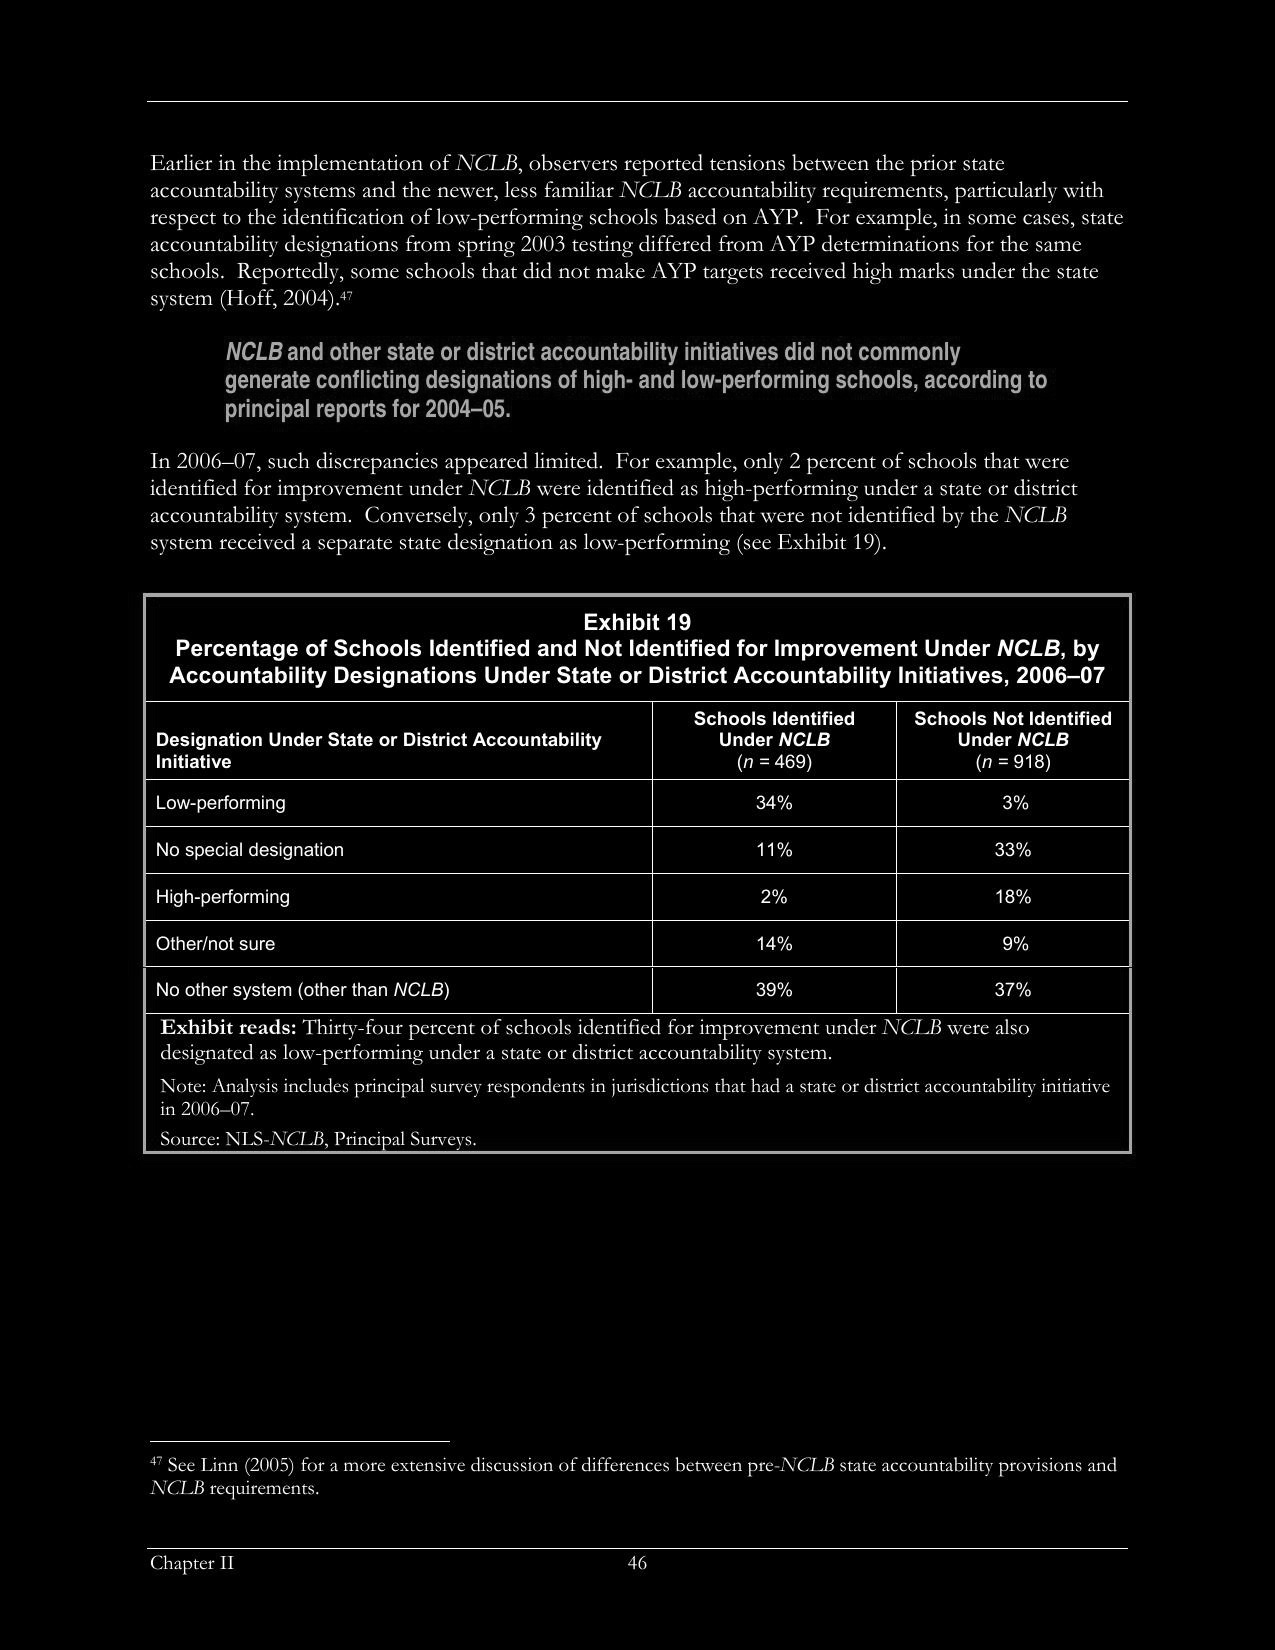 Earlier in the implementation of NCLB, observers reported tensions between the prior state
accountability systems and the newer, less familiar NCLB accountability requirements, particularly with
respect to the identification of low-performing schools based on AYP.  For example, in some cases, state
accountability designations from spring 2003 testing differed from AYP determinations for the same
schools.  Reportedly, some schools that did not make AYP targets received high marks under the state
system (Hoff, 2004).47
NCLB and other state or district accountability initiatives did not commonly
generate conflicting designations of high- and low-performing schools, according to
principal reports for 2004–05.
In 2006–07, such discrepancies appeared limited.  For example, only 2 percent of schools that were
identified for improvement under NCLB were identified as high-performing under a state or district
accountability system.  Conversely, only 3 percent of schools that were not identified by the NCLB
system received a separate state designation as low-performing (see Exhibit 19).
Exhibit 19
Percentage of Schools Identified and Not Identified for Improvement Under NCLB, by
Accountability Designations Under State or District Accountability Initiatives, 2006–07
Designation Under State or District Accountability
Initiative
Schools Identified
Under NCLB
(n = 469)
Schools Not Identified
Under NCLB
(n = 918)
Low-performing 34% 3%
No special designation 11% 33%
High-performing 2% 18%
Other/not sure 14% 9%
No other system (other than NCLB) 39% 37%
Exhibit reads: Thirty-four percent of schools identified for improvement under NCLB were also
designated as low-performing under a state or district accountability system.
Note: Analysis includes principal survey respondents in jurisdictions that had a state or district accountability initiative
in 2006–07.
Source: NLS-NCLB, Principal Surveys.
47 See Linn (2005) for a more extensive discussion of differences between pre-NCLB state accountability provisions and
NCLB requirements.
Chapter II 46